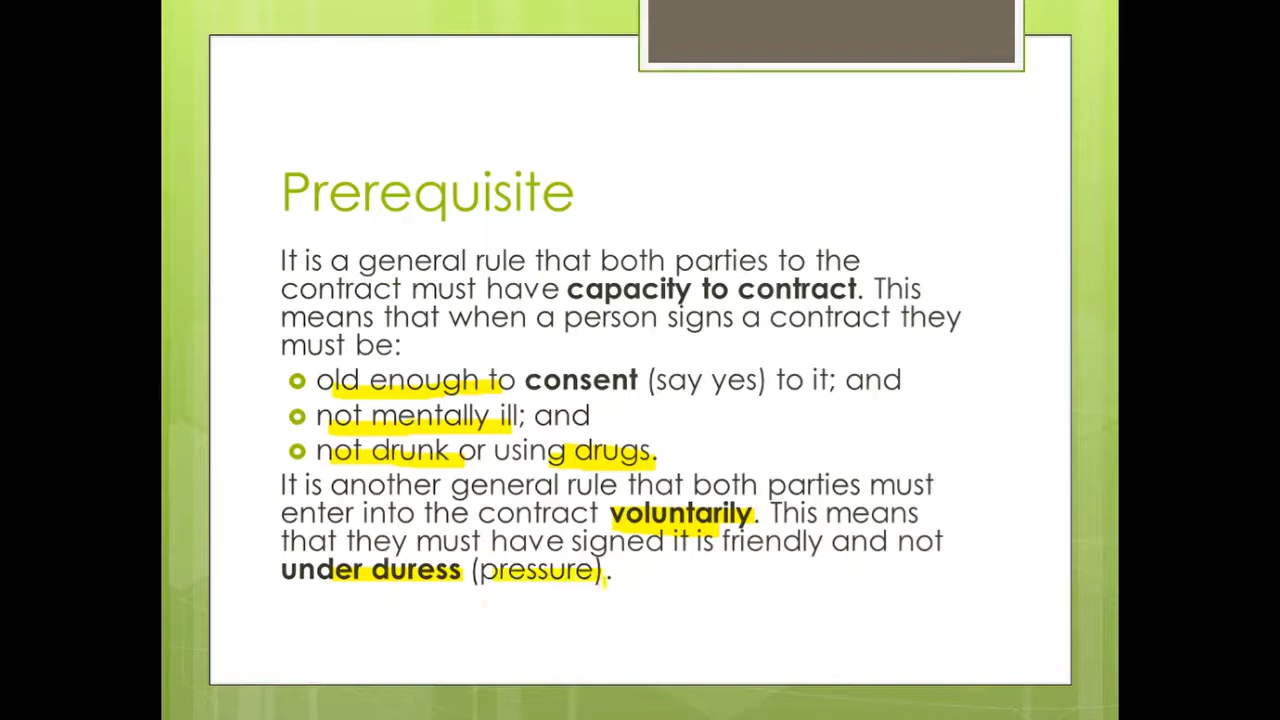 Prerequisite
It is a general rule that both parties to the
contract must have capacity to contract. This
means that when a person signs a contract they
must be:
old enough to consent (say yes) to it; and
not mentally ill; and
not drunk or using drugs.
It is another general rule that both parties must
enter into the contract voluntarily. This means
that they must have signed it is friendly and not
under duress (pressure).